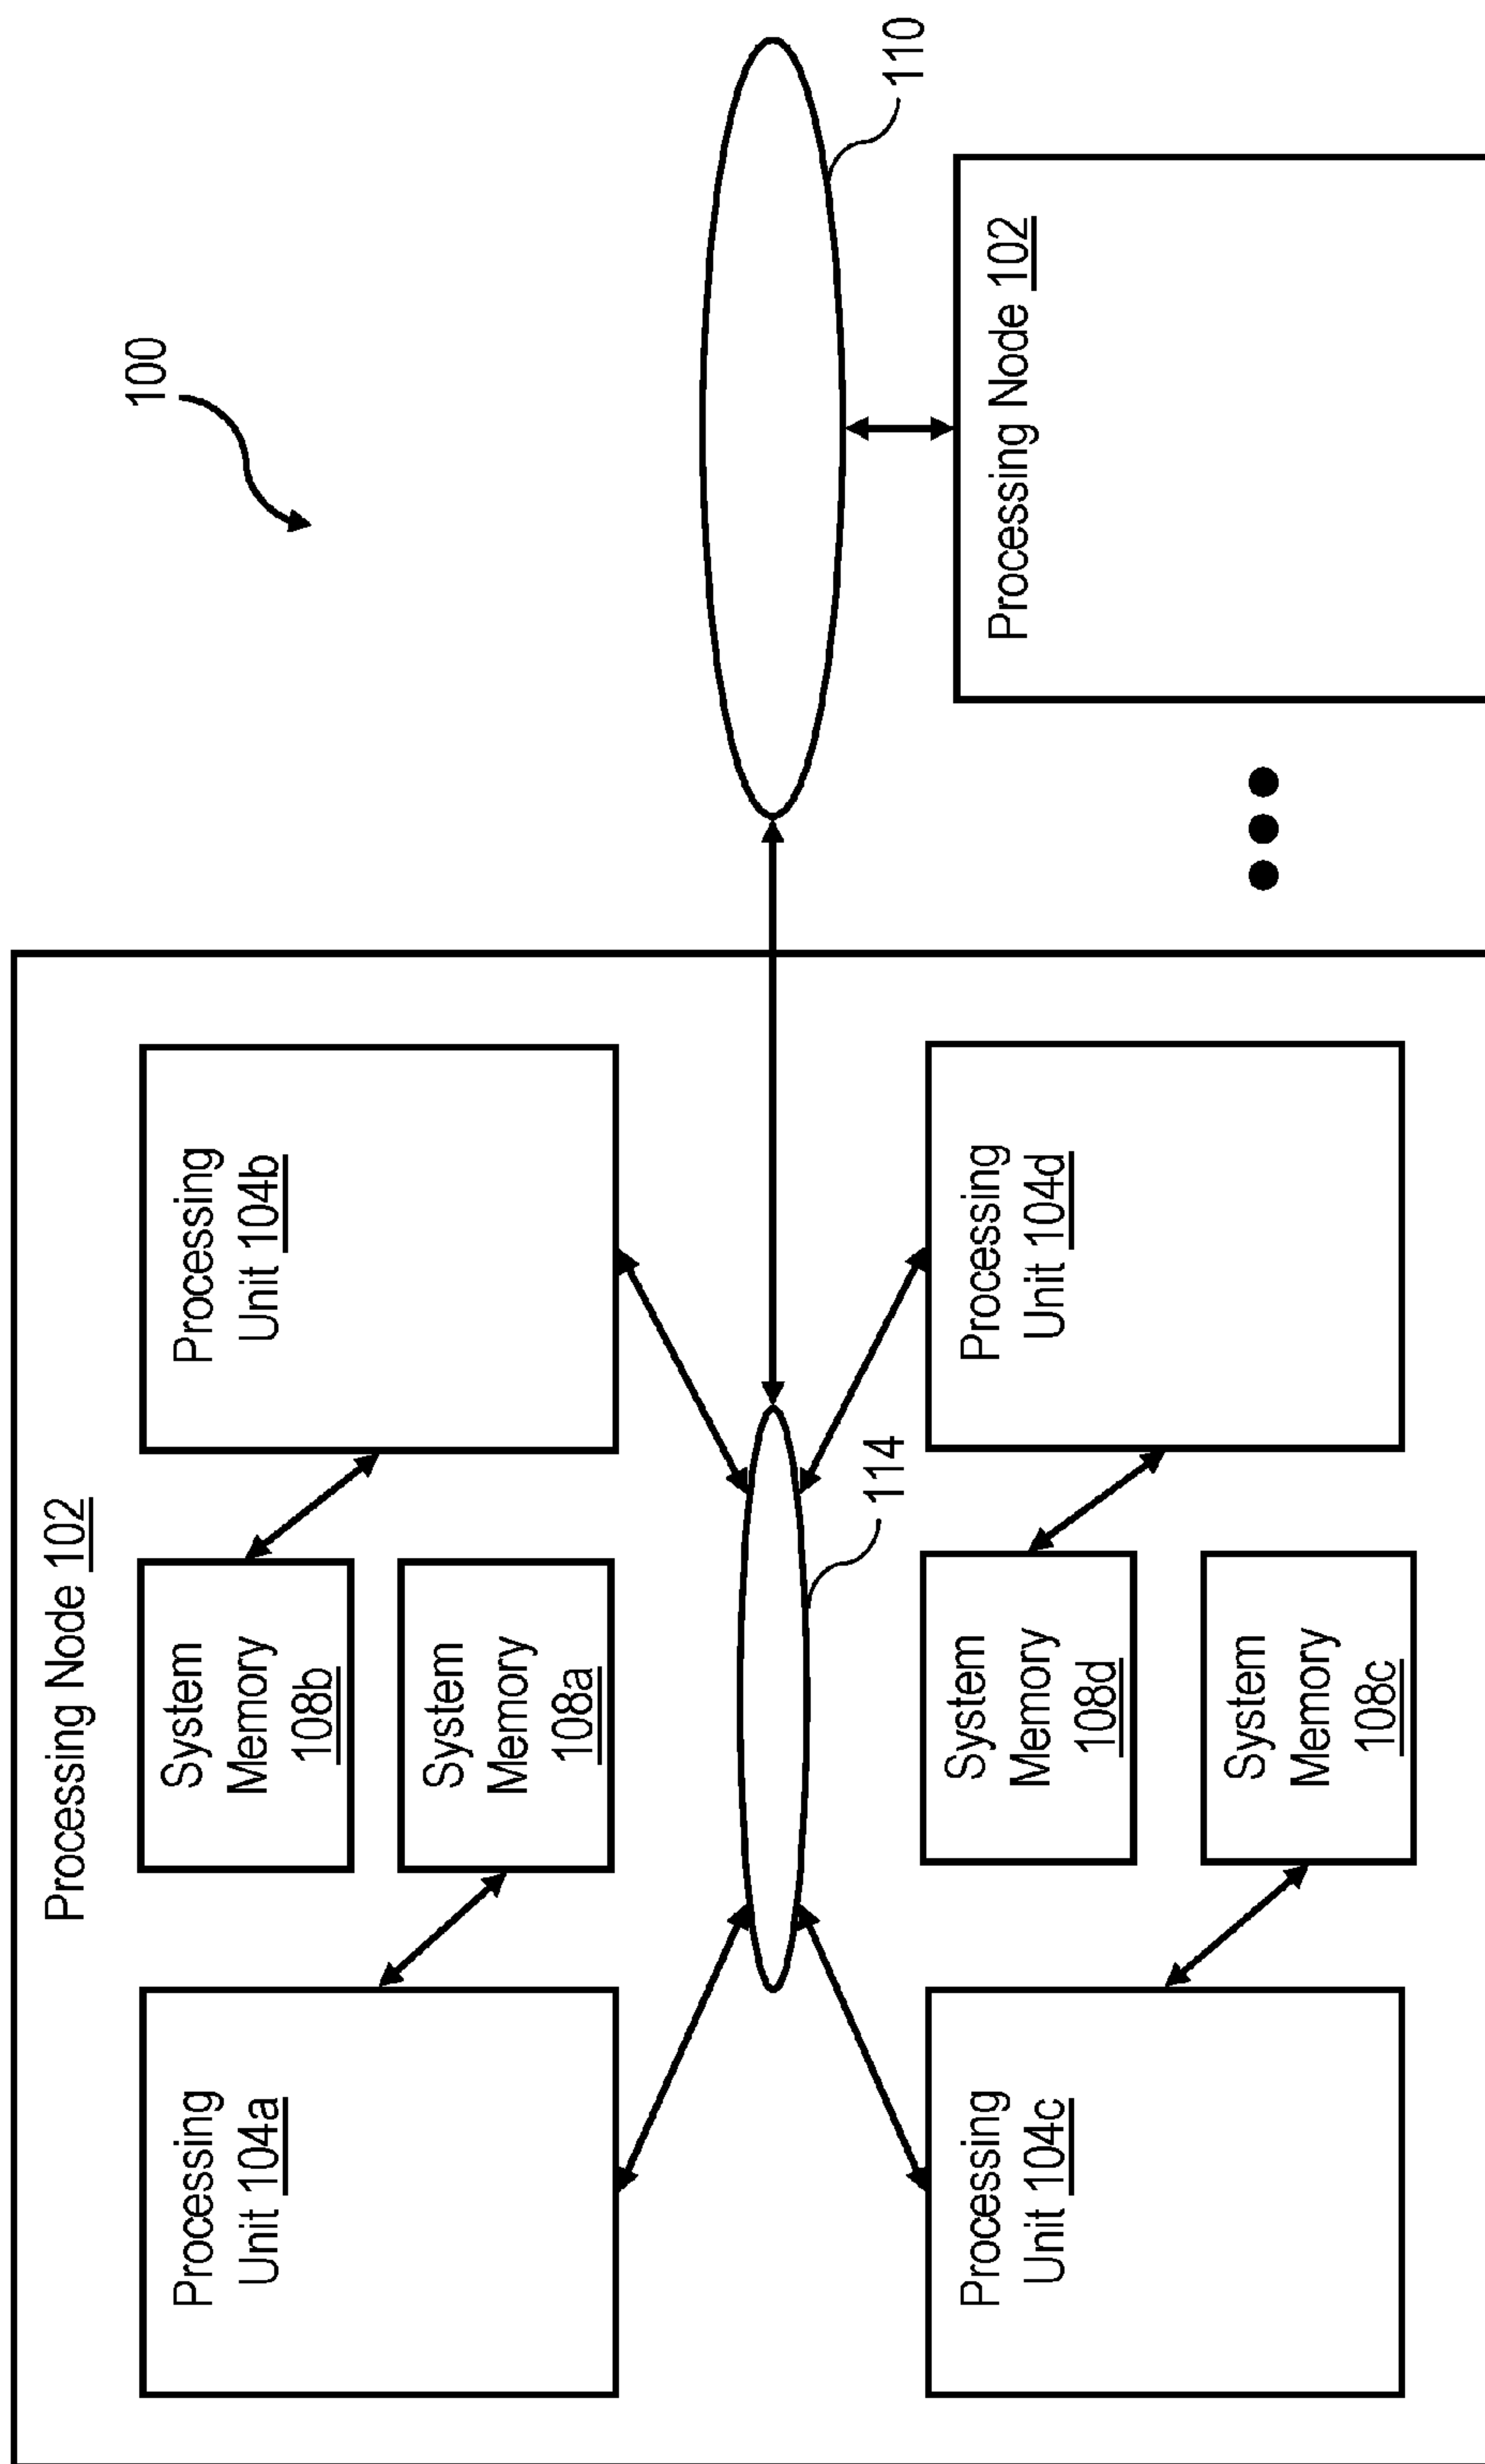 100
Processing Node 102
Processing
Unit 104a
System
Memory
108b
System
Memory
108a
Processing
Unit 104b
114
110
Processing
Unit 104c
System
Memory
108d
System
Memory
108c
Processing
Unit 104d
Processing Node 102